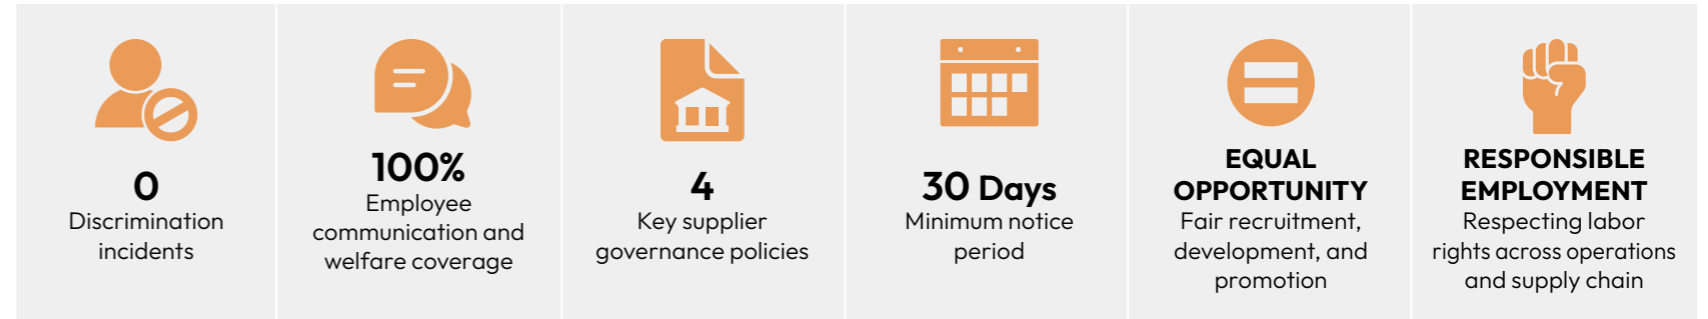 0
Discrimination
incidents
100%
Employee
communication and
welfare coverage
4
Key supplier
governance policies
30 Days
Minimum notice
period
EQUAL
OPPORTUNITY
Fair recruitment,
development, and
promotion
RESPONSIBLE
EMPLOYMENT
Respecting labor
rights across operations
and supply chain